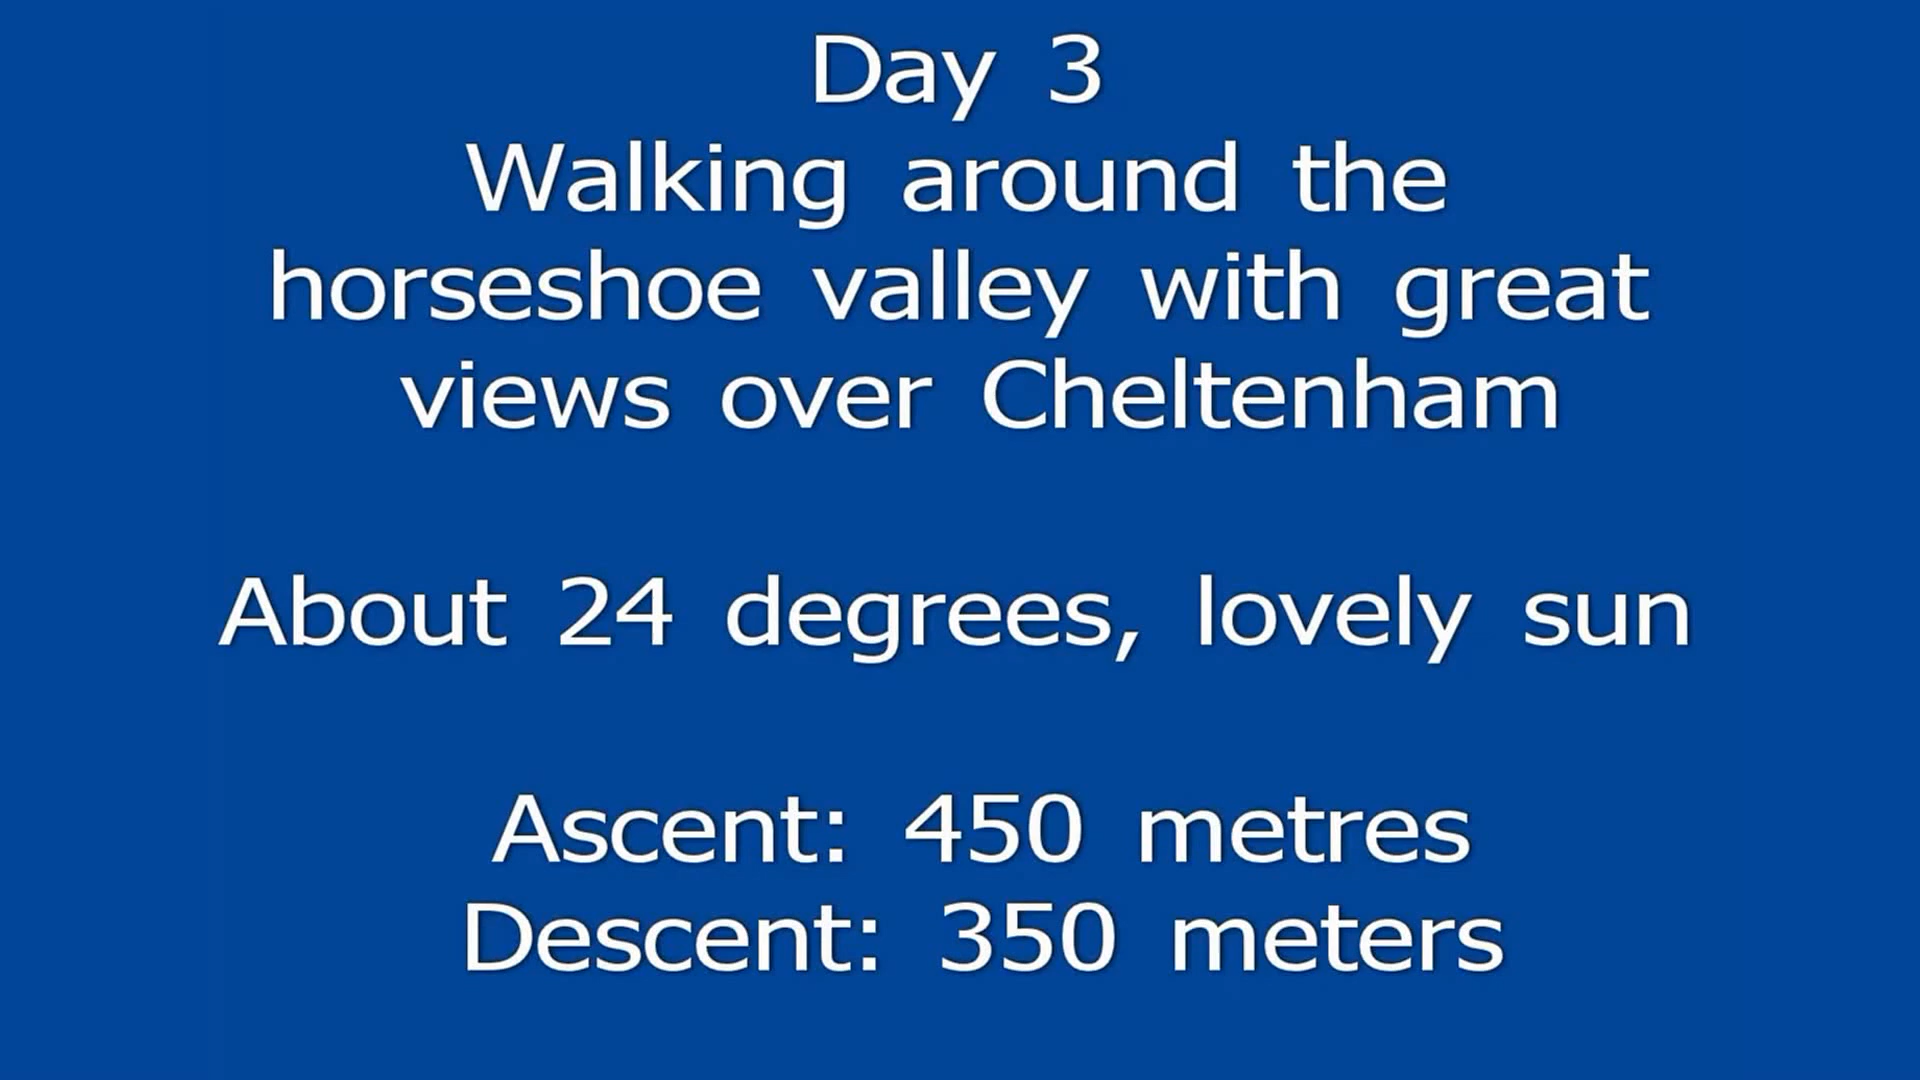 Day 3
Walking around the
horseshoe valley with great
views over Cheltenham
About 24 degrees, lovely sun
Ascent: 450 metres
Descent: 350 meters